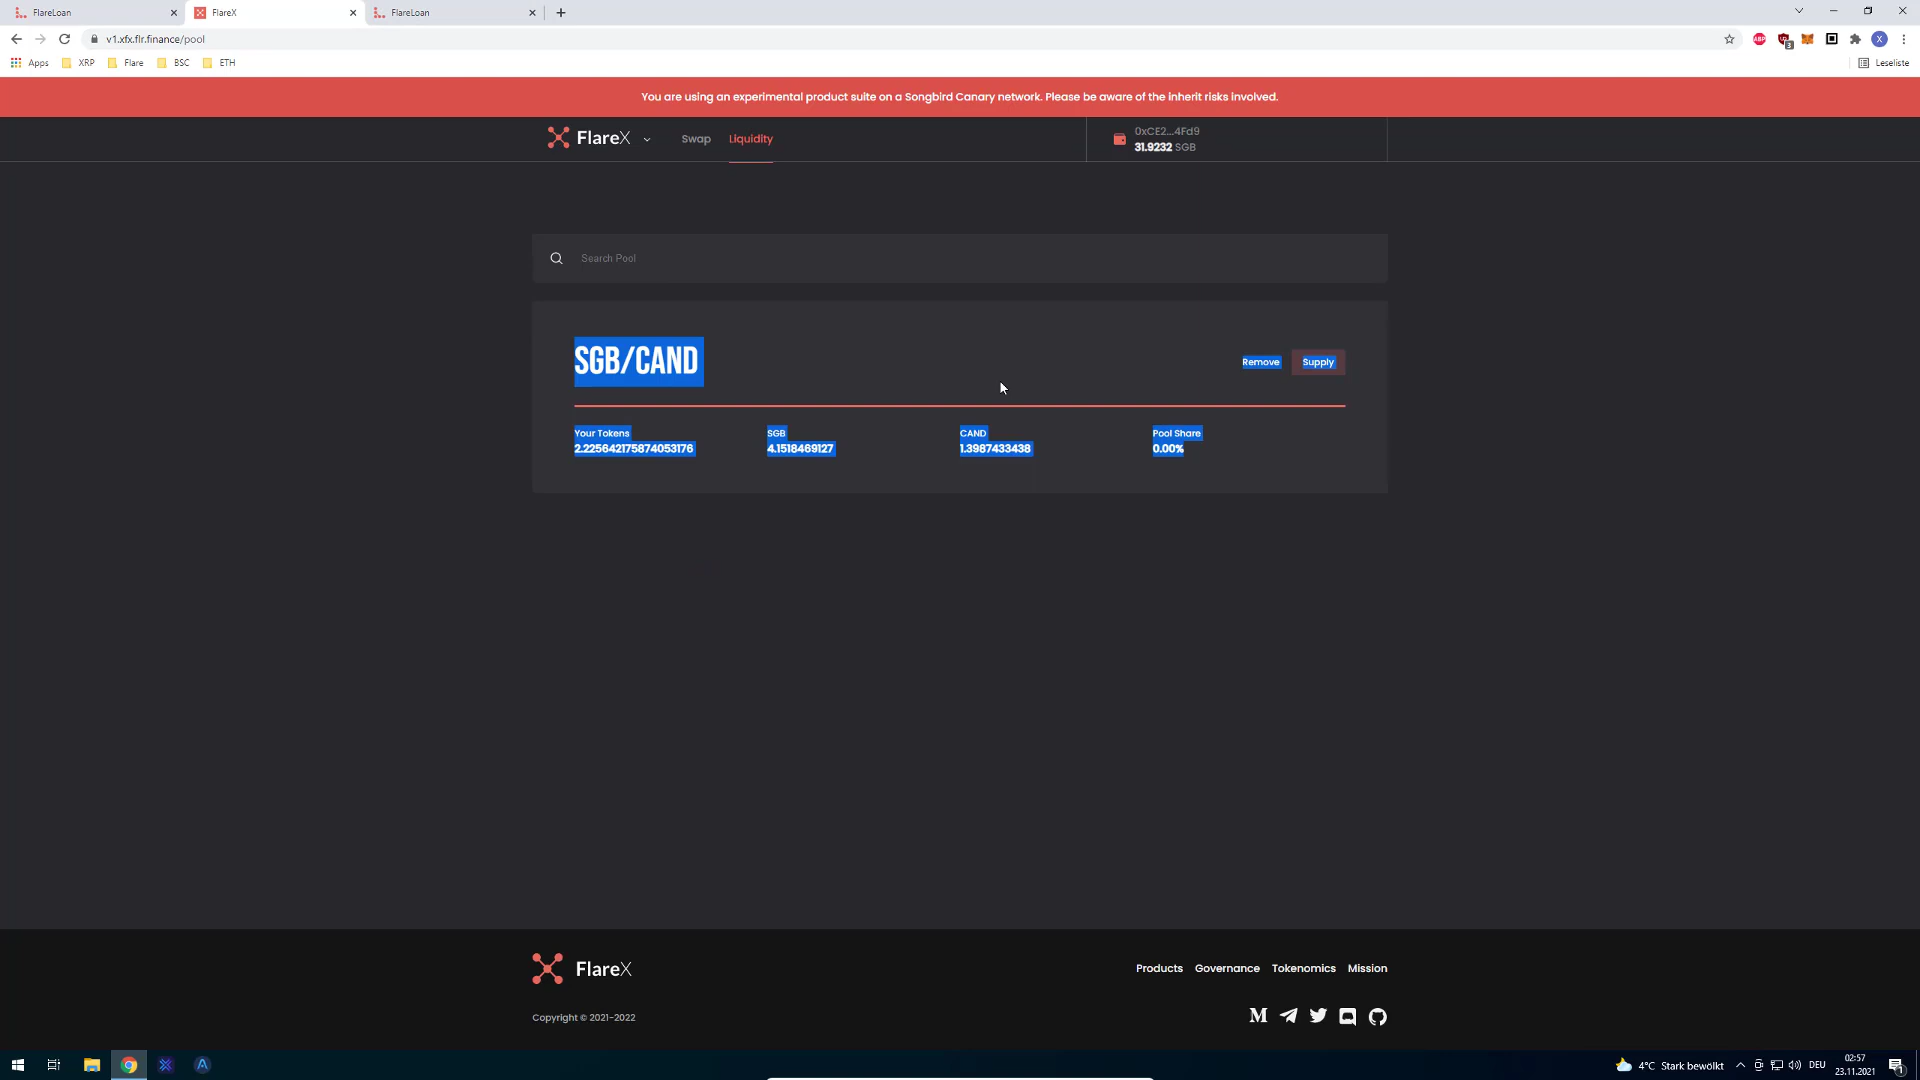 FlareLoan
FlareX
FlareLoan
v1.xfx.flr.finance/pool
ABP
3
X
Apps
XRP
Flare
BSC
ETH
Leseliste
You are using an experimental product suite on a Songbird Canary network. Please be aware of the inherit risks involved.
FlareX
Swap
Liquidity
0xCE2...4Fd9
31.9232 SGB
Search Pool
SGB/CAND
Remove
Supply
Your Tokens
SGB
CAND
Pool Share
2.225642175874053176
4.1518469127
1.3987433438
0.00%
FlareX
Products
Governance
Tokenomics
Mission
Copyright © 2021-2022
4°C Stark bewölkt
DEU
02:57
23.11.2021
1